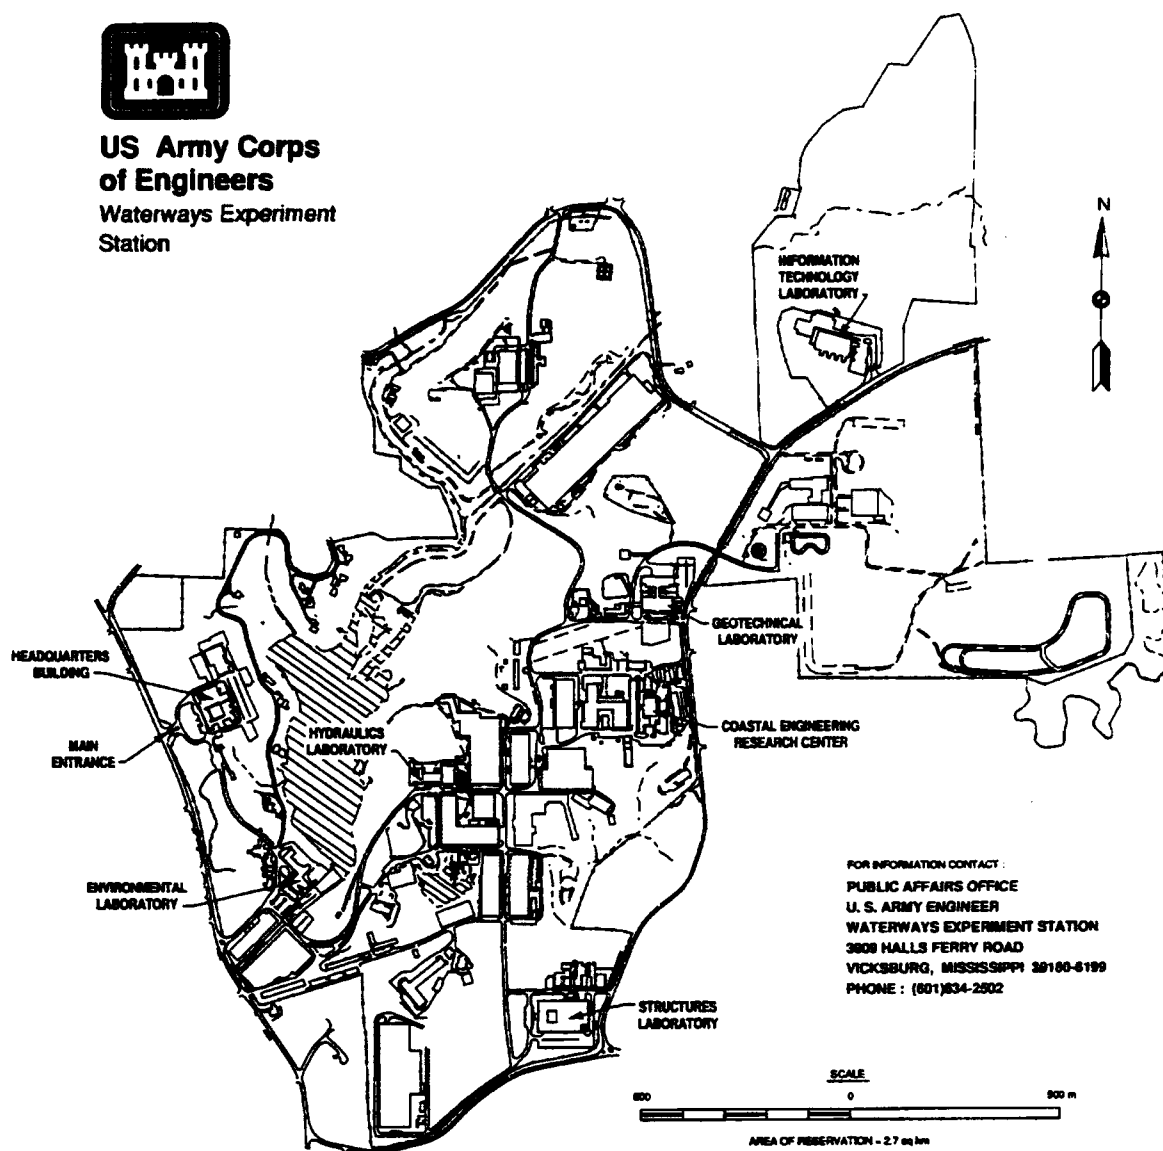 US Army Corps
of Engineers
Waterways Experiment
Station
N
INFORMATION
TECHNOLOGY
LABORATORY
GEOTECHNICAL
LABORATORY
HEADQUARTERS
BUILDING
MAIN
ENTRANCE
HYDRAULICS
LABORATORY
COASTAL ENGINEERING
RESEARCH CENTER
ENVIRONMENTAL
LABORATORY
STRUCTURES
LABORATORY
FOR INFORMATION CONTACT :
PUBLIC AFFAIRS OFFICE
U. S. ARMY ENGINEER
WATERWAYS EXPERIMENT STATION
3909 HALLS FERRY ROAD
VICKSBURG, MISSISSIPPI 39180-6199
PHONE : (601)634-2502
SCALE
0
m
AREA OF RESERVATION - 2.7 sq km